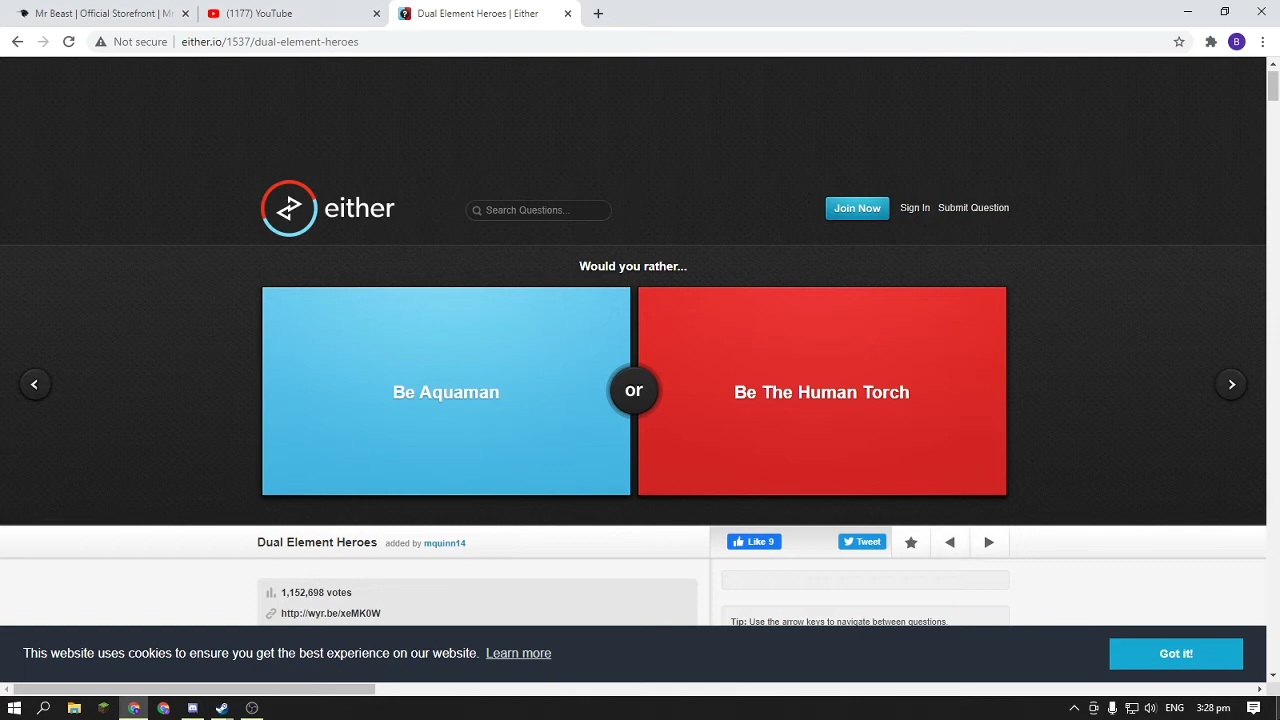 Mr Beast | Official Storefront | Mr
(1177) YouTube
Dual Element Heroes | Either
Not secure
either.io/1537/dual-element-heroes
B
either
Search Questions...
Join Now
Sign In
Submit Question
Would you rather...
Be Aquaman
or
Be The Human Torch
Dual Element Heroes
added by mquinn14
Like 9
Tweet
1,152,698 votes
http://wyr.be/xeMK0W
Tip: Use the arrow keys to navigate between questions.
This website uses cookies to ensure you get the best experience on our website. Learn more
Got it!
ENG
3:28 pm